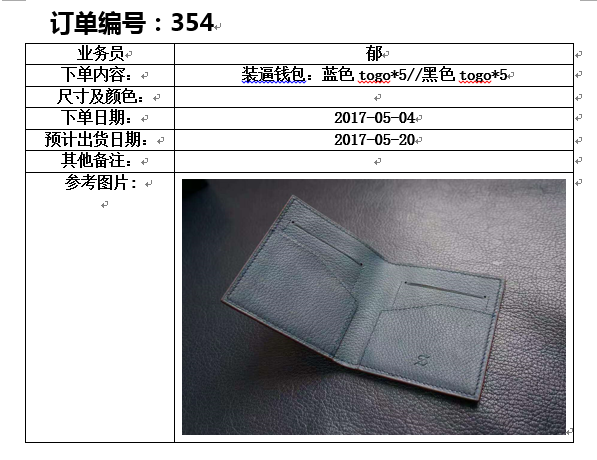 订单编号：354
业务员
郁
下单内容：
装逼钱包：蓝色 togo*5//黑色 togo*5
尺寸及颜色：
下单日期：
2017-05-04
预计出货日期：
2017-05-20
其他备注：
参考图片：